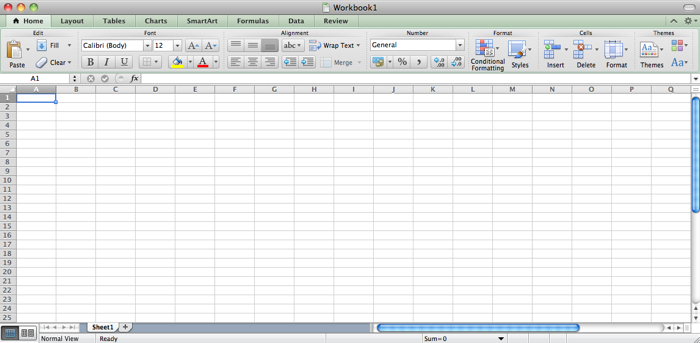 Workbook1
Home Layout Tables Charts SmartArt Formulas Data Review
Edit Font Alignment Number Format Cells Themes
Fill Calibri (Body) 12 A A abc Wrap Text General
Paste Clear B I U A Merge % , Conditional Formatting Styles Insert Delete Format Themes Aa
A1 fx
A B C D E F G H I J K L M N O P Q
1
2
3
4
5
6
7
8
9
10
11
12
13
14
15
16
17
18
19
20
21
22
23
24
25
Sheet1 +
Normal View Ready Sum=0